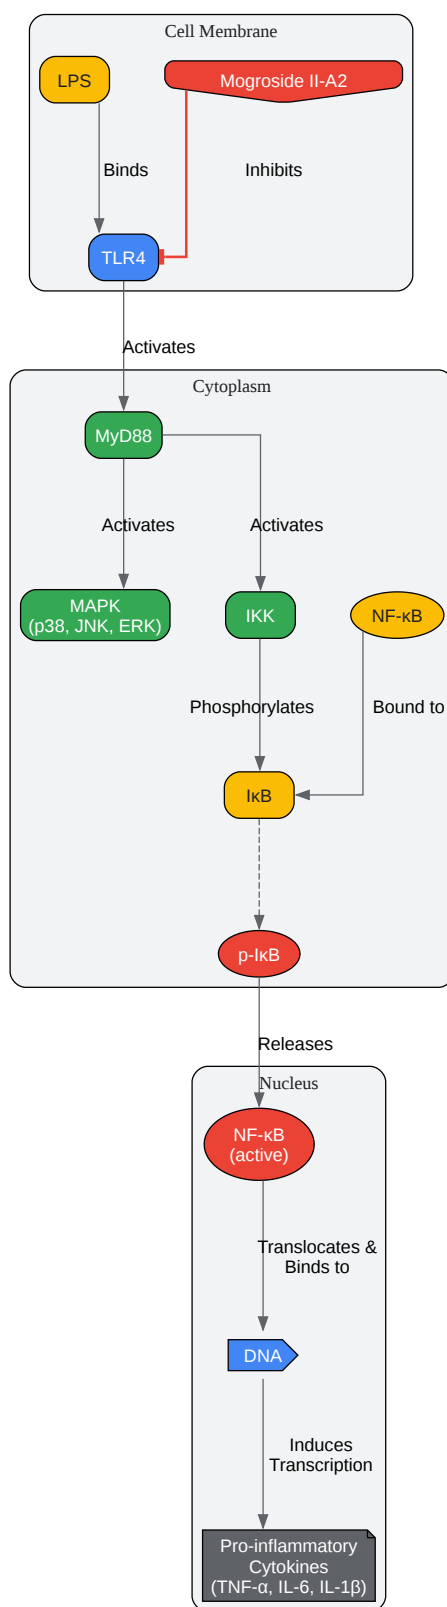 Cell Membrane
LPS
Mogroside II-A2
Binds
Inhibits
TLR4
Activates
Cytoplasm
MyD88
Activates
Activates
MAPK
(p38, JNK, ERK)
IKK
NF-κB
Phosphorylates
Bound to
IκB
p-IκB
Releases
Nucleus
NF-κB
(active)
Translocates &
Binds to
DNA
Induces
Transcription
Pro-inflammatory
Cytokines
(TNF-α, IL-6, IL-1β)